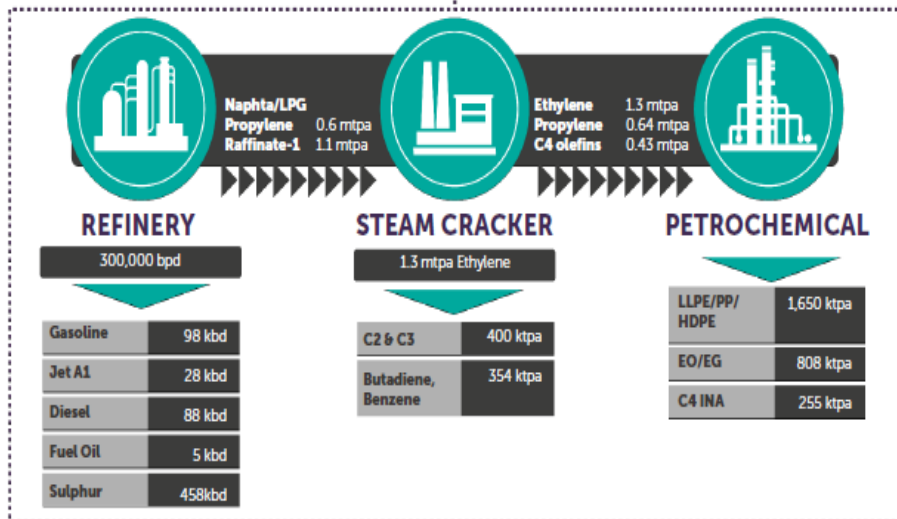 Naphta/LPG
Propylene 0.6 mtpa
Raffinate-1 1.1 mtpa
Ethylene 1.3 mtpa
Propylene 0.64 mtpa
C4 olefins 0.43 mtpa
REFINERY
300,000 bpd
Gasoline 98 kbd
Jet A1 28 kbd
Diesel 88 kbd
Fuel Oil 5 kbd
Sulphur 458kbd
STEAM CRACKER
1.3 mtpa Ethylene
C2 & C3 400 ktpa
Butadiene, 354 ktpa
Benzene
PETROCHEMICAL
LLPE/PP/ 1,650 ktpa
HDPE
EO/EG 808 ktpa
C4 INA 255 ktpa